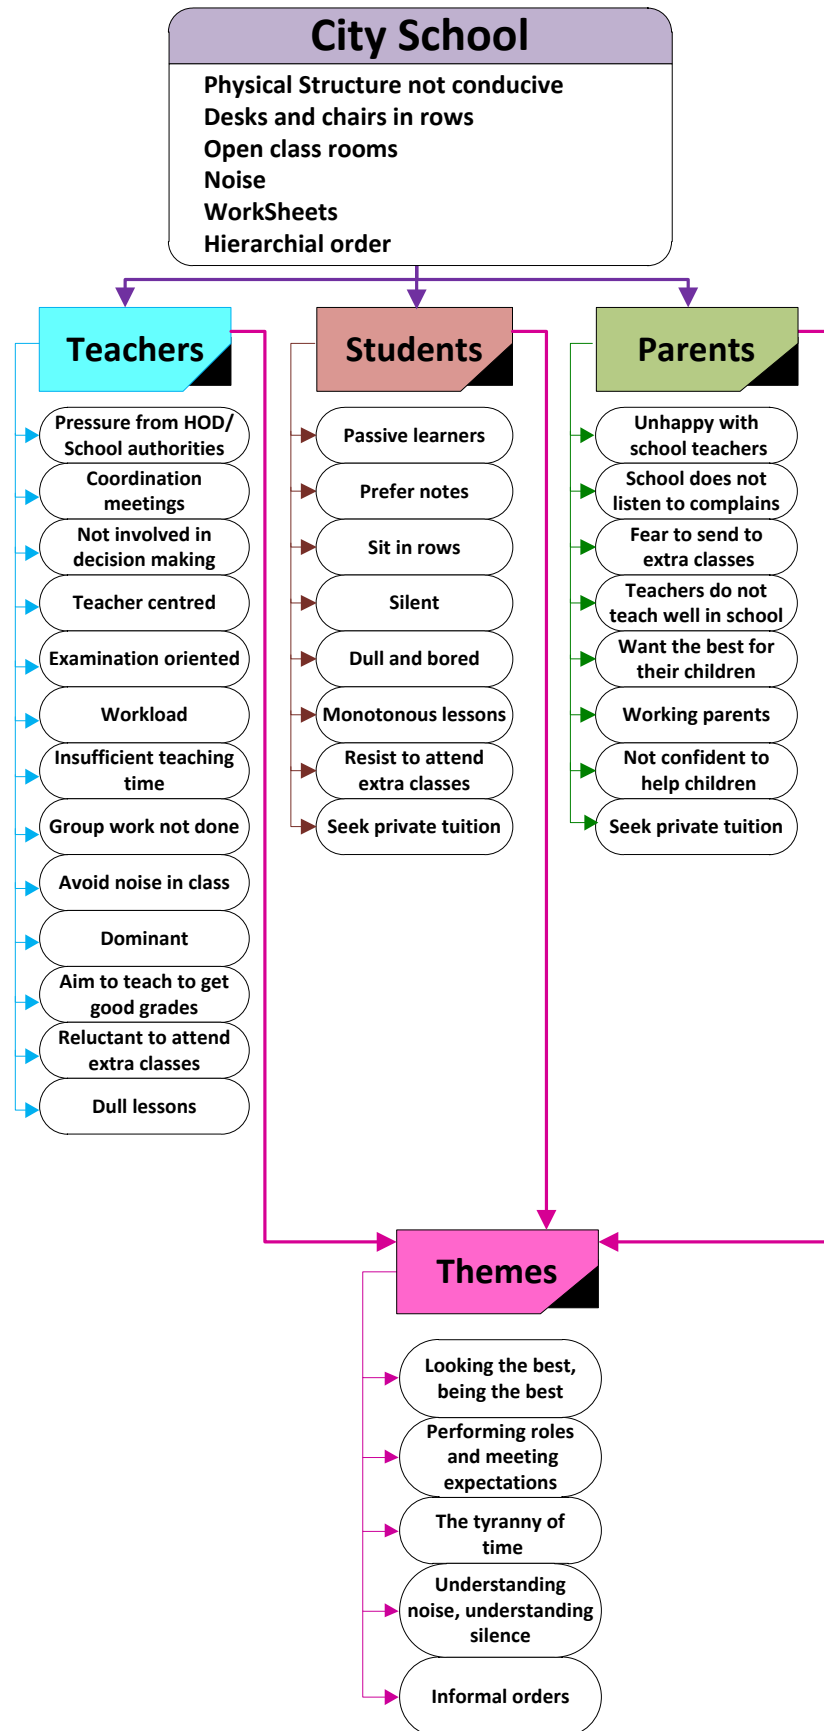 City School
Physical Structure not conducive
Desks and chairs in rows
Open class rooms
Noise
WorkSheets
Hierarchial order
Teachers
Pressure from HOD/
School authorities
Coordination
meetings
Not involved in
decision making
Teacher centred
Examination oriented
Workload
Insufficient teaching
time
Group work not done
Avoid noise in class
Dominant
Aim to teach to get
good grades
Reluctant to attend
extra classes
Dull lessons
Students
Passive learners
Prefer notes
Sit in rows
Silent
Dull and bored
Monotonous lessons
Resist to attend
extra classes
Seek private tuition
Parents
Unhappy with
school teachers
School does not
listen to complains
Fear to send to
extra classes
Teachers do not
teach well in school
Want the best for
their children
Working parents
Not confident to
help children
Seek private tuition
Themes
Looking the best,
being the best
Performing roles
and meeting
expectations
The tyranny of
time
Understanding
noise, understanding
silence
Informal orders